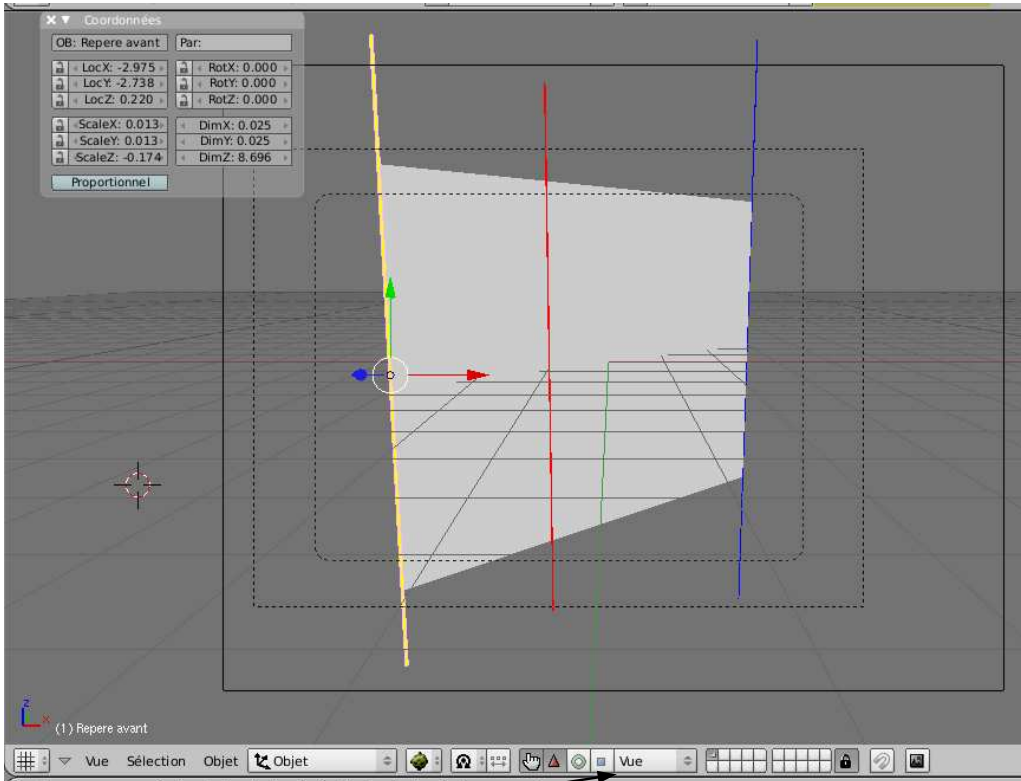 Coordonnées
OB: Repere avant Par:
LocX: -2.975 RotX: 0.000
LocY: -2.738 RotY: 0.000
LocZ: 0.220 RotZ: 0.000
ScaleX: 0.013 DimX: 0.025
ScaleY: 0.013 DimY: 0.025
ScaleZ: -0.174 DimZ: 8.696
Proportionnel
z
x
(1) Repere avant
Vue Sélection Objet Objet Vue